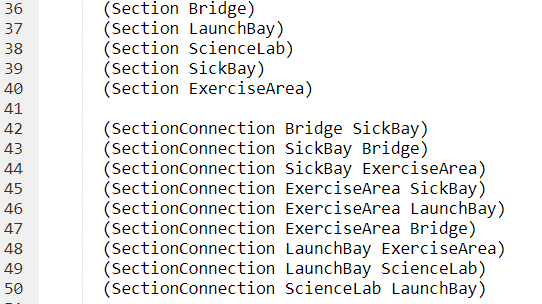 36 (Section Bridge)
37 (Section LaunchBay)
38 (Section ScienceLab)
39 (Section SickBay)
40 (Section ExerciseArea)
41
42 (SectionConnection Bridge SickBay)
43 (SectionConnection SickBay Bridge)
44 (SectionConnection SickBay ExerciseArea)
45 (SectionConnection ExerciseArea SickBay)
46 (SectionConnection ExerciseArea LaunchBay)
47 (SectionConnection ExerciseArea Bridge)
48 (SectionConnection LaunchBay ExerciseArea)
49 (SectionConnection LaunchBay ScienceLab)
50 (SectionConnection ScienceLab LaunchBay)